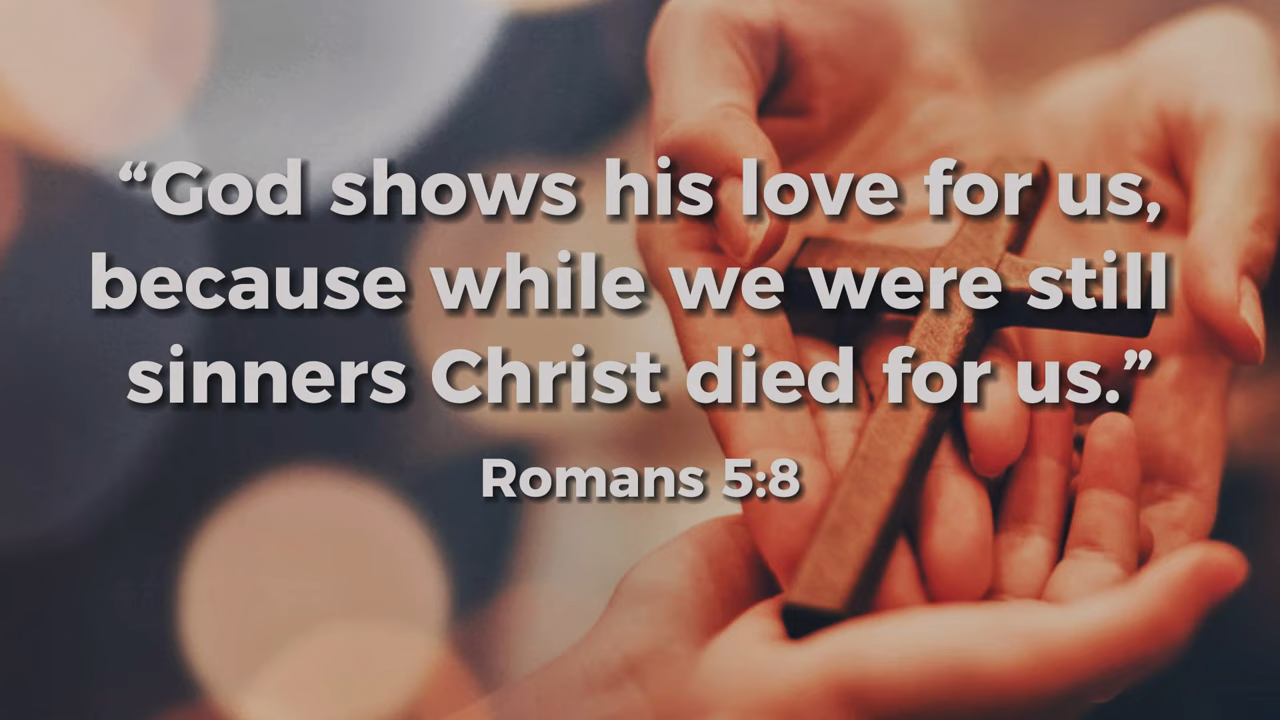 “God shows his love for us,
because while we were still
sinners Christ died for us.”
Romans 5:8